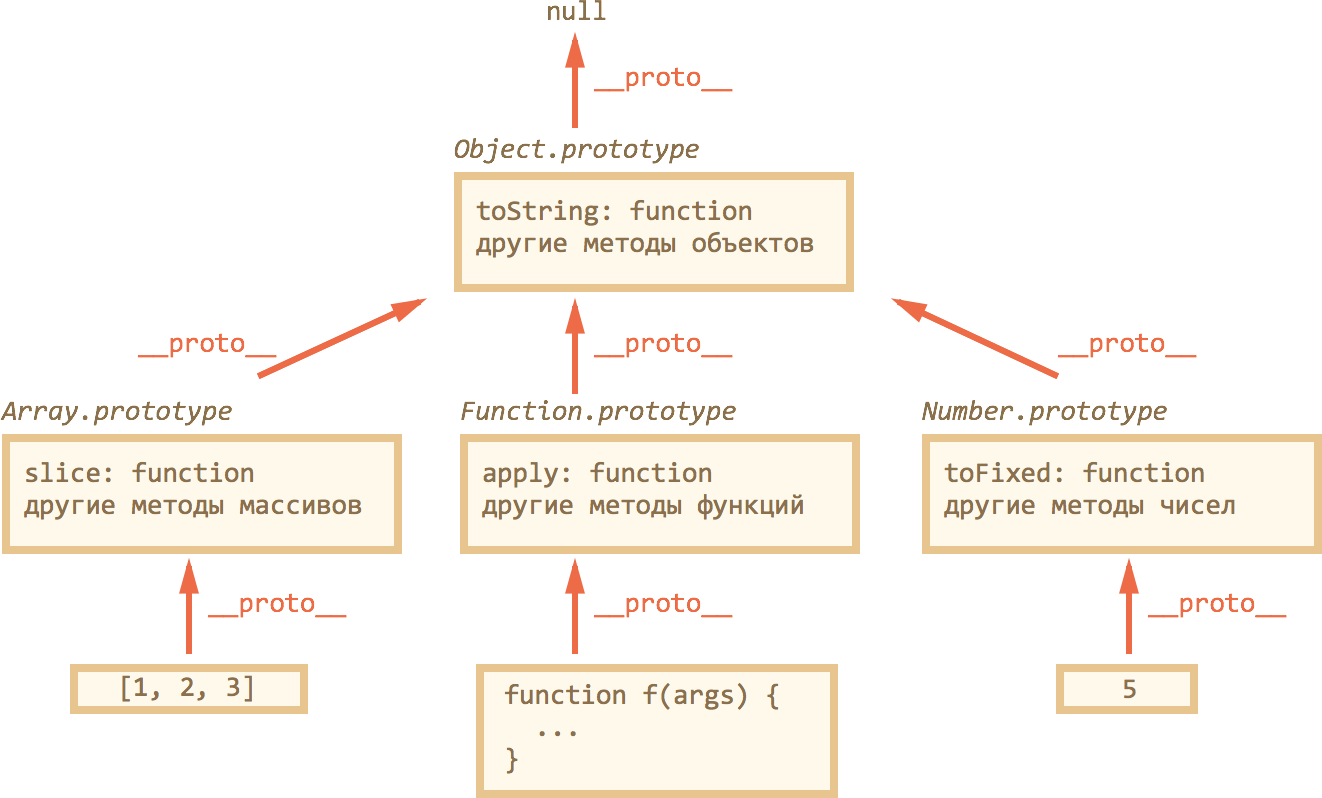 null
__proto__
Object.prototype
toString: function
другие методы объектов
__proto__
__proto__
__proto__
Array.prototype
slice: function
другие методы массивов
Function.prototype
apply: function
другие методы функций
Number.prototype
toFixed: function
другие методы чисел
__proto__
__proto__
__proto__
[1, 2, 3]
function f(args) {
...
}
5